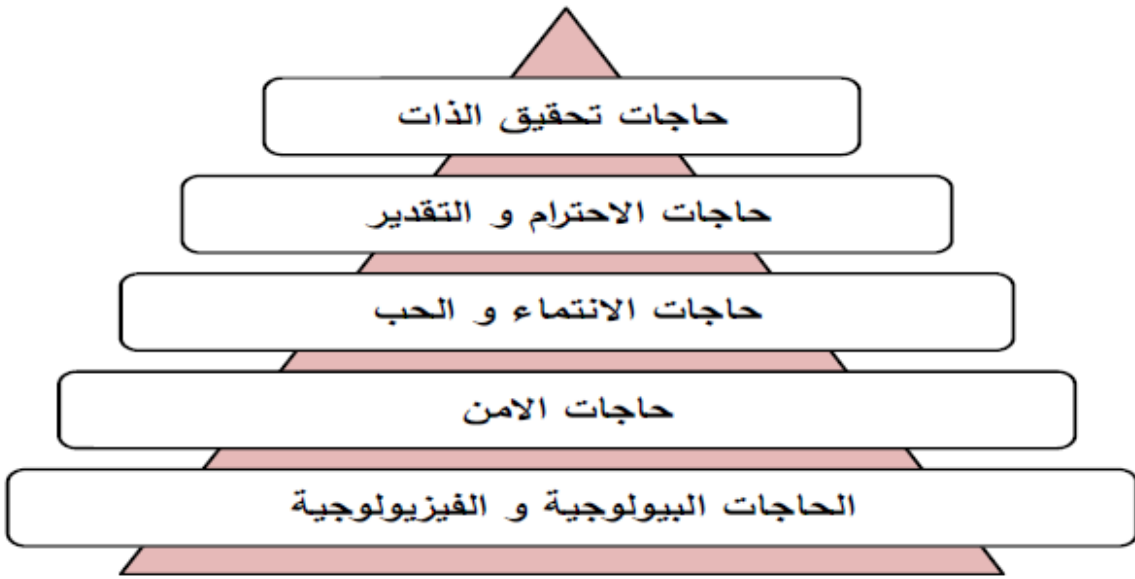 حاجات تحقيق الذات
حاجات الاحترام و التقدير
حاجات الانتماء و الحب
حاجات الامن
الحاجات البيولوجية و الفيزيولوجية